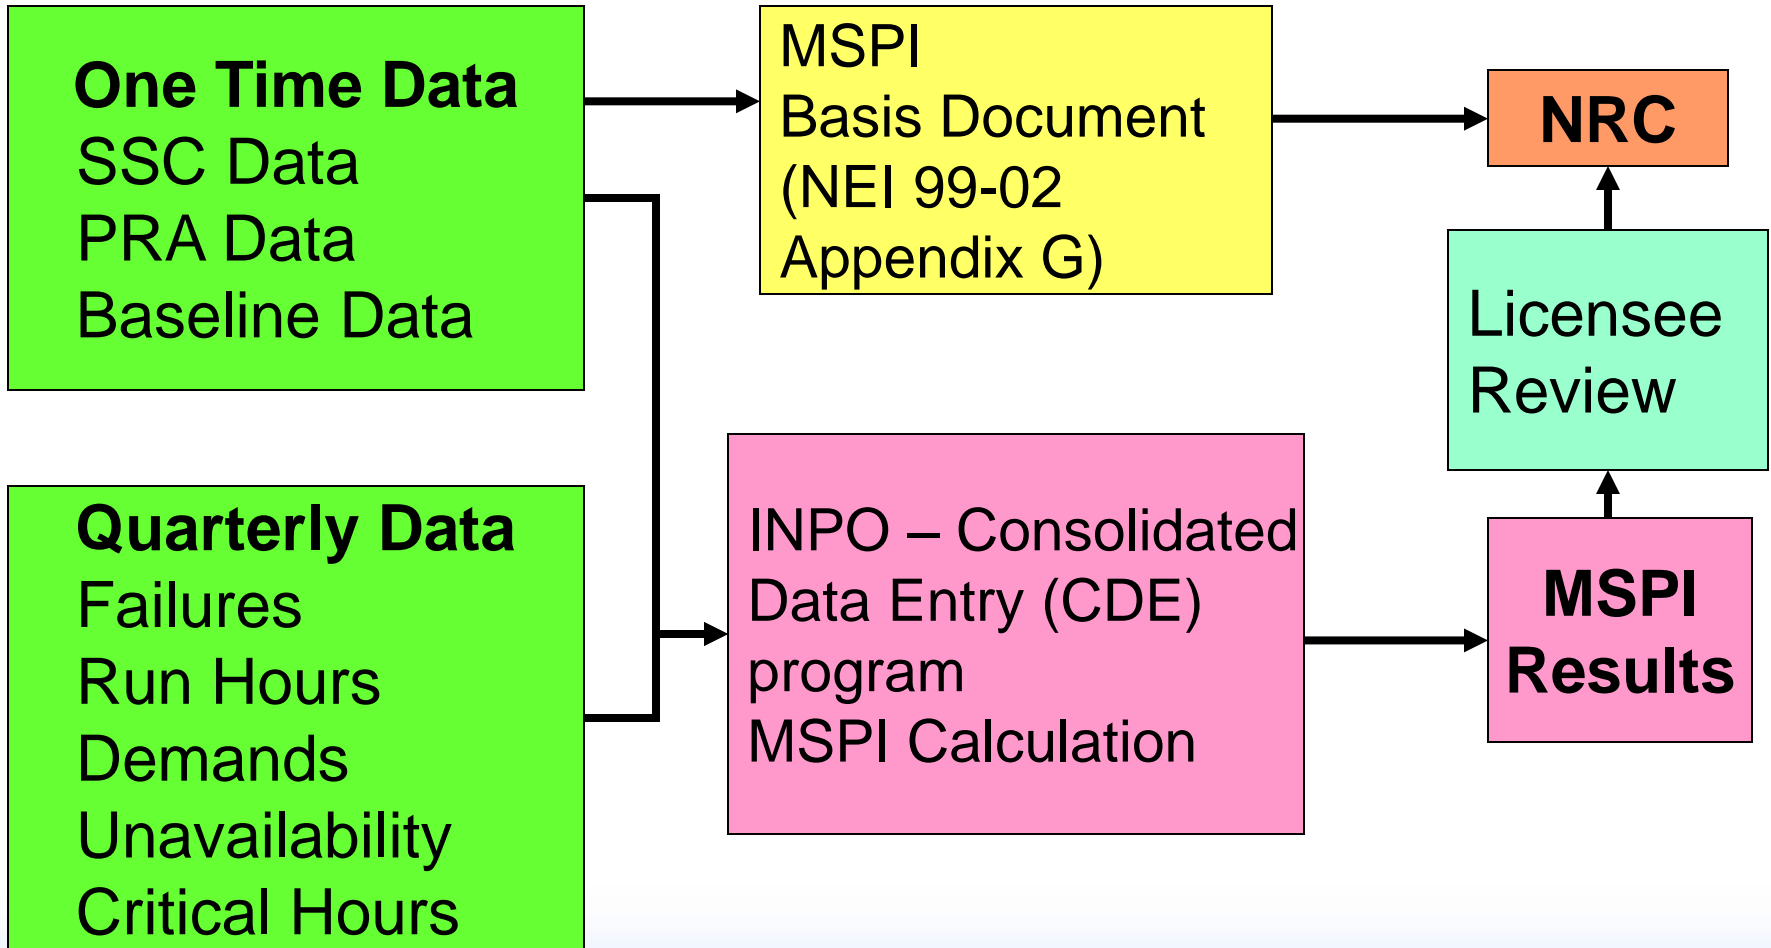 One Time Data
SSC Data
PRA Data
Baseline Data
MSPI
Basis Document
(NEI 99-02
Appendix G)
NRC
Licensee
Review
Quarterly Data
Failures
Run Hours
Demands
Unavailability
Critical Hours
INPO – Consolidated
Data Entry (CDE)
program
MSPI Calculation
MSPI
Results